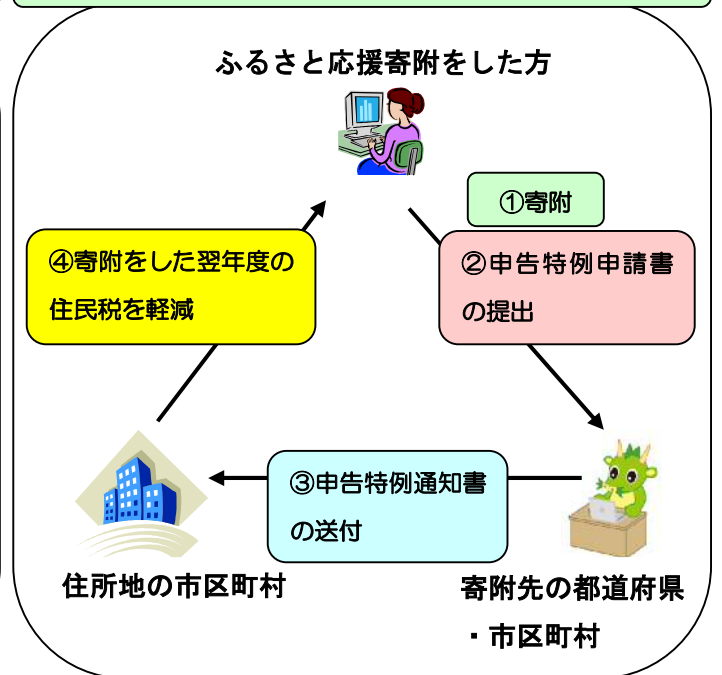 ふるさと応援寄附をした方
①寄附
②申告特例申請書
の提出
④寄附をした翌年度の
住民税を軽減
③申告特例通知書
の送付
住所地の市区町村
寄附先の都道府県
・市区町村